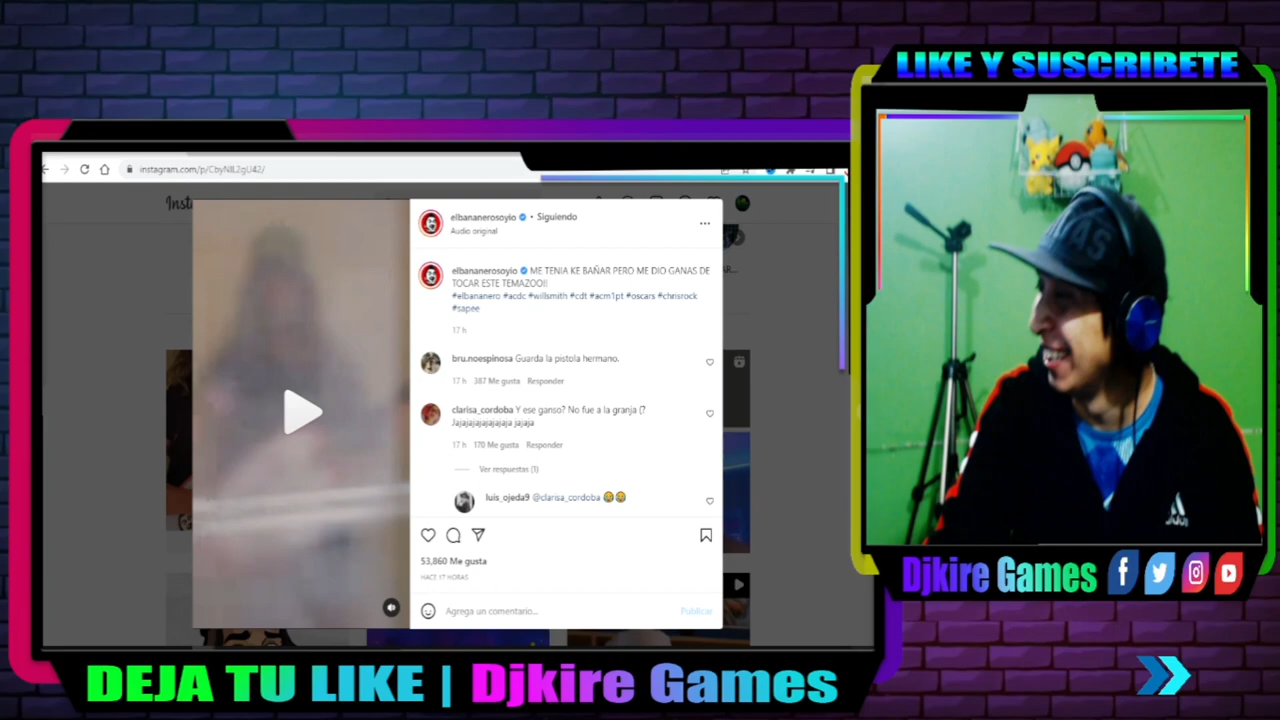 LIKE Y SUSCRIBETE
instagram.com/p/CbyNlL2gU42/
elbananerosoyio • Siguiendo
Audio original
elbananerosoyio ME TENIA KE BAÑAR PERO ME DIO GANAS DE
TOCAR ESTE TEMAZOO!!
#elbananero #acdc #willsmith #cdt #acm1pt #oscars #chrisrock
#sapee
17 h
bru.noespinosa Guarda la pistola hermano.
17 h 387 Me gusta Responder
clarisa_cordoba Y ese ganso? No fue a la granja (?
Jajajajajajajaja jajaja
17 h 170 Me gusta Responder
Ver respuestas (1)
luis_ojeda9 @clarisa_cordoba 😂😂
53,860 Me gusta
HACE 17 HORAS
Agrega un comentario...
Publicar
adidas
Djkire Games
DEJA TU LIKE | Djkire Games